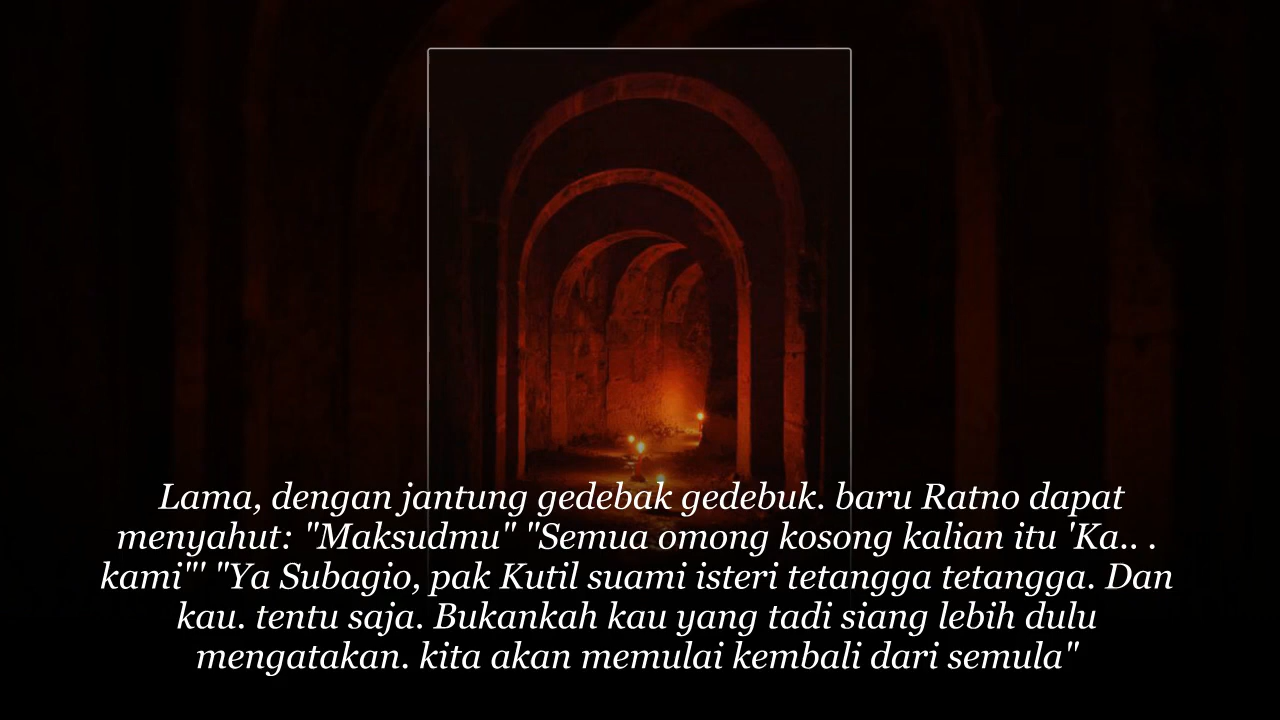 Lama, dengan jantung gedebak gedebuk. baru Ratno dapat
menyahut: "Maksudmu" "Semua omong kosong kalian itu 'Ka.. .
kami"' "Ya Subagio, pak Kutil suami isteri tetangga tetangga. Dan
kau. tentu saja. Bukankah kau yang tadi siang lebih dulu
mengatakan. kita akan memulai kembali dari semula"